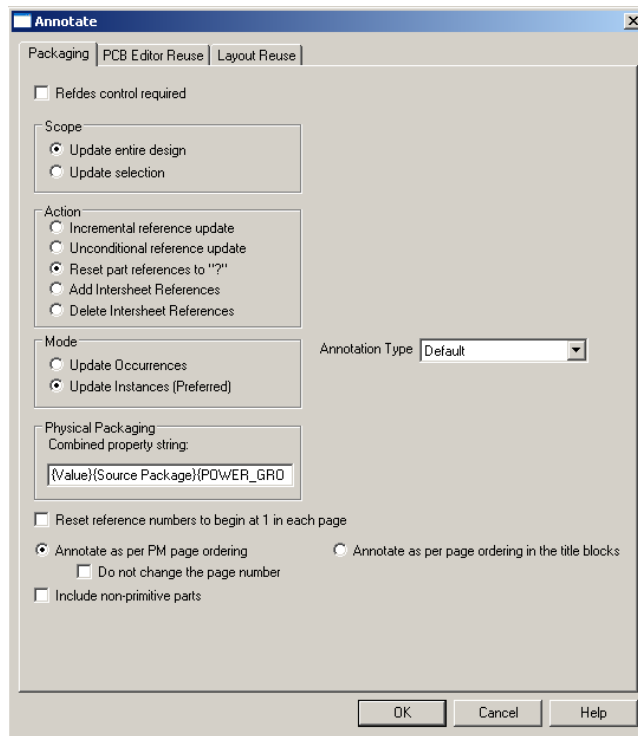 Annotate
Packaging PCB Editor Reuse Layout Reuse
Refdes control required
Scope
Update entire design
Update selection
Action
Incremental reference update
Unconditional reference update
Reset part references to "?"
Add Intersheet References
Delete Intersheet References
Mode
Update Occurrences
Update Instances (Preferred)
Annotation Type Default
Physical Packaging
Combined property string:
{Value}{Source Package}{POWER_GRO
Reset reference numbers to begin at 1 in each page
Annotate as per PM page ordering Annotate as per page ordering in the title blocks
Do not change the page number
Include non-primitive parts
OK Cancel Help